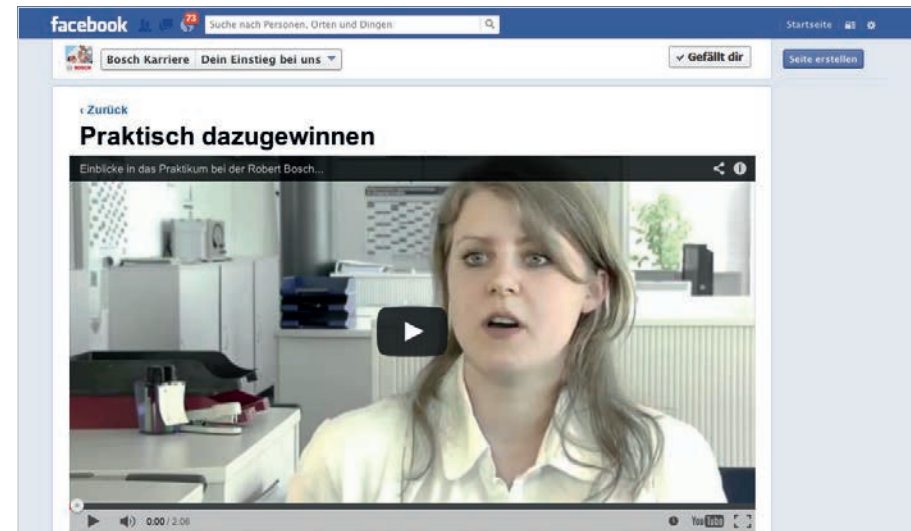 facebook
73
Suche nach Personen, Orten und Dingen
Startseite
BOSCH
Bosch Karriere Dein Einstieg bei uns
✓ Gefällt dir
Seite erstellen
‹ Zurück
Praktisch dazugewinnen
Einblicke in das Praktikum bei der Robert Bosch...
0:00 / 2:06
YouTube